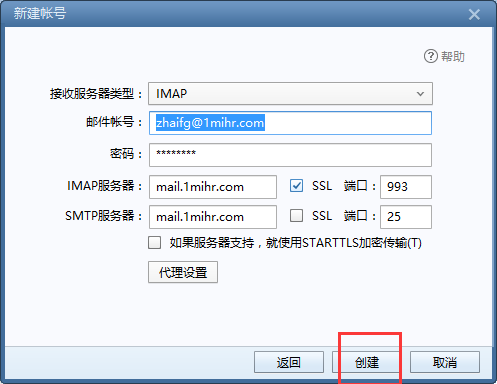 新建帐号
帮助
接收服务器类型： IMAP
邮件帐号： zhaifg@1mihr.com
密码： ********
IMAP服务器： mail.1mihr.com SSL 端口： 993
SMTP服务器： mail.1mihr.com SSL 端口： 25
如果服务器支持，就使用STARTTLS加密传输(T)
代理设置
返回 创建 取消